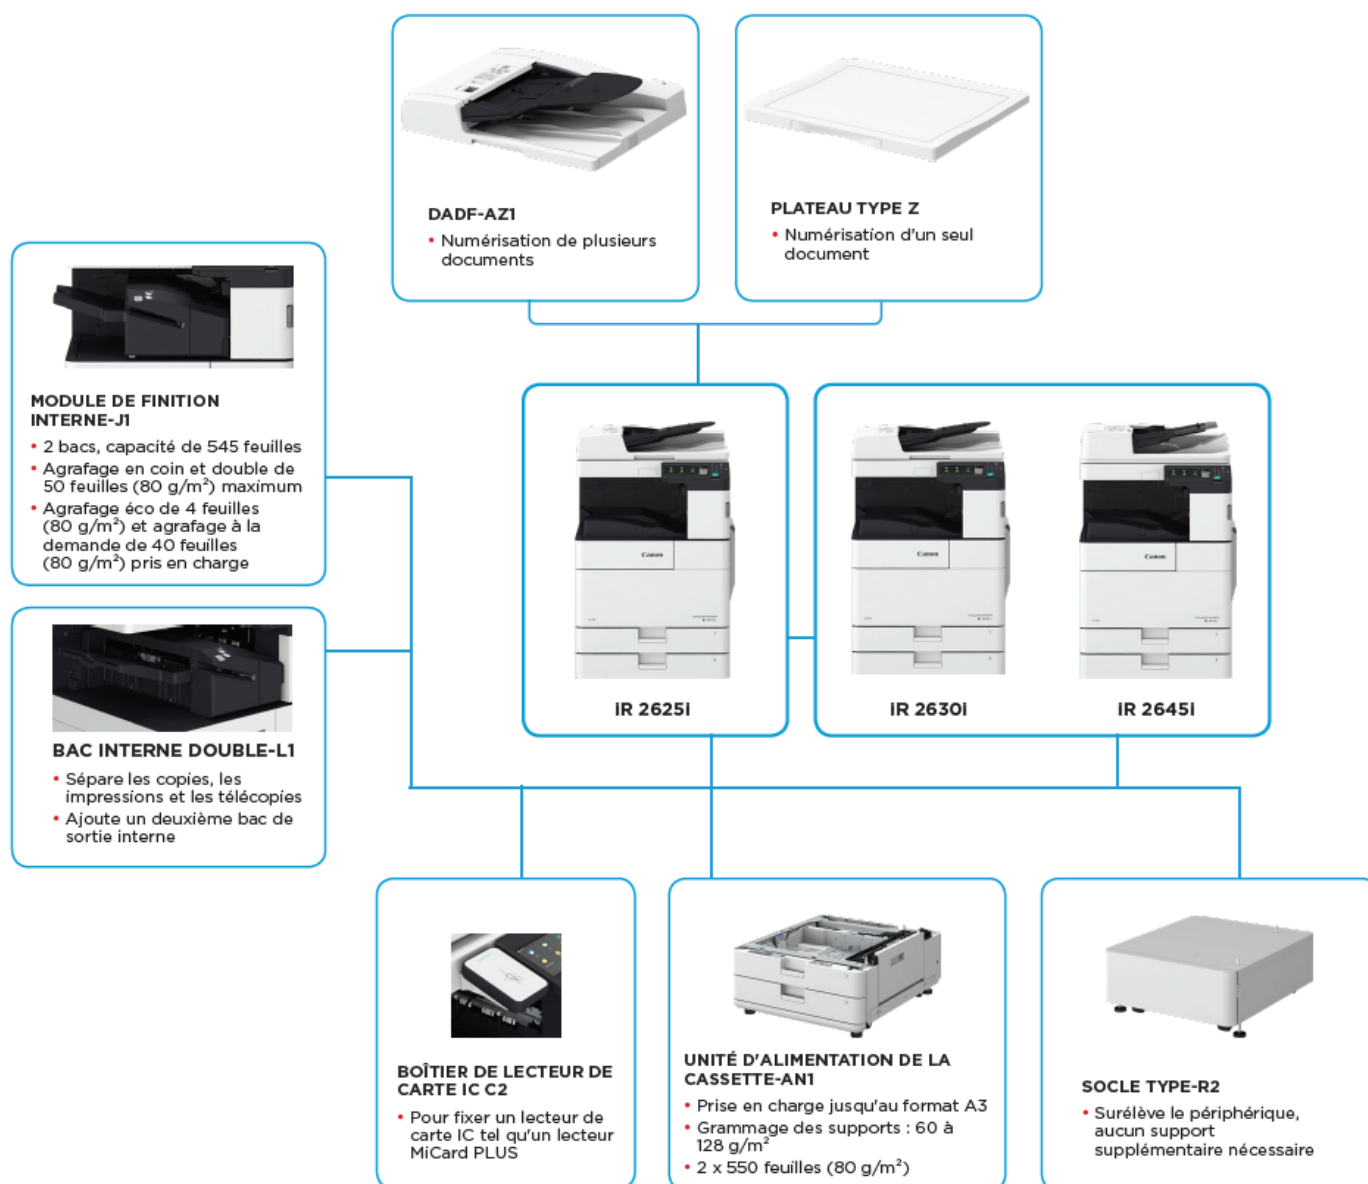 DADF-AZ1
• Numérisation de plusieurs
documents
PLATEAU TYPE Z
• Numérisation d'un seul
document
MODULE DE FINITION
INTERNE-J1
• 2 bacs, capacité de 545 feuilles
• Agrafage en coin et double de
50 feuilles (80 g/m²) maximum
• Agrafage éco de 4 feuilles
(80 g/m²) et agrafage à la
demande de 40 feuilles
(80 g/m²) pris en charge
BAC INTERNE DOUBLE-L1
• Sépare les copies, les
impressions et les télécopies
• Ajoute un deuxième bac de
sortie interne
Canon
iR 2625i
Canon
iR 2630i
Canon
iR 2645i
BOÎTIER DE LECTEUR DE
CARTE IC C2
• Pour fixer un lecteur de
carte IC tel qu'un lecteur
MiCard PLUS
UNITÉ D'ALIMENTATION DE LA
CASSETTE-AN1
• Prise en charge jusqu'au format A3
• Grammage des supports : 60 à
128 g/m²
• 2 x 550 feuilles (80 g/m²)
SOCLE TYPE-R2
• Surélève le périphérique,
aucun support
supplémentaire nécessaire